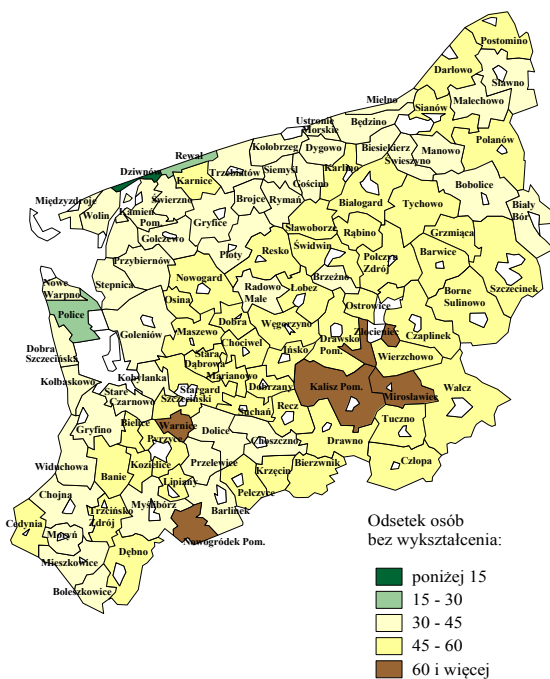 Postomino
Darłowo
Sławno
Mielno
Sianów
Malechowo
Ustronie
Morskie
Będzino
Kołobrzeg
Dygowo
Biesiekierz
Manowo
Polanów
Rewal
Świeszyno
Dziwnów
Trzebiatów
Siemyśl
Karlino
Karnice
Gościno
Bobolice
Międzyzdroje
Kamień
Pom.
Świerzno
Brojce
Rymań
Białogard
Tychowo
Biały
Bór
Wolin
Gryfice
Sławoborze
Rąbino
Grzmiąca
Golczewo
Świdwin
Płoty
Resko
Połczyn
Zdrój
Barwice
Przybiernów
Brzeżno
Szczecinek
Stepnica
Nowogard
Radowo
Małe
Łobez
Borne
Sulinowo
Nowe
Warpno
Osina
Ostrowice
Police
Dobra
Węgorzyno
Złocieniec
Czaplinek
Goleniów
Maszewo
Chociwel
Drawsko
Pom.
Dobra
Szczecińska
Stara
Dąbrowa
Ińsko
Wierzchowo
Kołbaskowo
Kobylanka
Marianowo
Dobrzany
Kalisz Pom.
Mirosławiec
Wałcz
Stare
Czarnowo
Stargard
Szczeciński
Suchań
Recz
Tuczno
Gryfino
Bielice
Warnice
Dolice
Choszczno
Drawno
Pyrzyce
Człopa
Widuchowa
Banie
Kozielice
Przelewice
Krzęcin
Bierzwnik
Lipiany
Pełczyce
Chojna
Myślibórz
Barlinek
Trzcińsko
Zdrój
Cedynia
Moryń
Nowogródek Pom.
Dębno
Mieszkowice
Boleszkowice
Odsetek osób
bez wykształcenia:
poniżej 15
15 - 30
30 - 45
45 - 60
60 i więcej